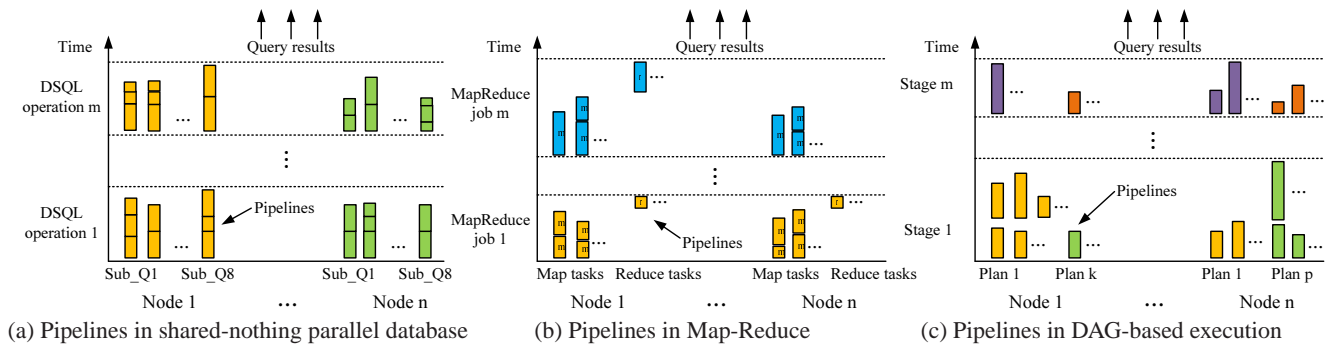 Time
Query results
DSQL
operation m
...
...
...
DSQL
operation 1
Pipelines
...
...
Sub_Q1
Sub_Q8
Sub_Q1
Sub_Q8
Node 1
...
Node n
(a) Pipelines in shared-nothing parallel database
Time
Query results
r
...
MapReduce
job m
m
m
m
...
m
m
m
...
...
MapReduce
job 1
r
...
r
...
m
m
m
m
...
Pipelines
m
m
m
m
...
Map tasks
Reduce tasks
Map tasks
Reduce tasks
Node 1
...
Node n
(b) Pipelines in Map-Reduce
Time
Query results
Stage m
...
...
...
...
...
Stage 1
...
...
...
Pipelines
...
...
...
...
Plan 1
Plan k
Plan 1
Plan p
Node 1
...
Node n
(c) Pipelines in DAG-based execution